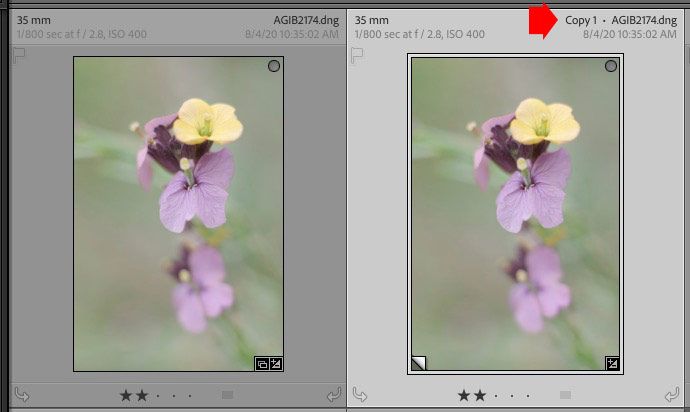 35 mm
AGIB2174.dng
1/800 sec at f / 2.8, ISO 400
8/4/20 10:35:02 AM
35 mm
Copy 1 • AGIB2174.dng
1/800 sec at f / 2.8, ISO 400
8/4/20 10:35:02 AM